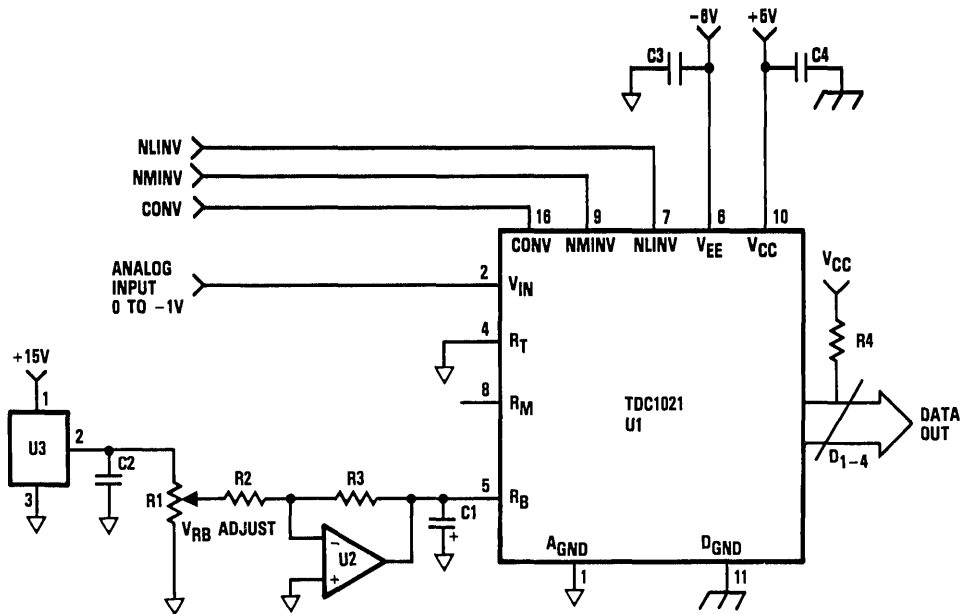 -6V +5V
C3 C4
NLINV
NMINV
CONV
16 9 7 6 10
CONV NMINV NLINV VEE VCC
ANALOG
INPUT
0 TO -1V
2 VIN
VCC
4 RT
R4
+15V
8 RM
TDC1021
U1
DATA
OUT
D1-4
1
U3
2
C2
3
R1
R2
R3
VRB ADJUST
-
+
U2
C1
+
5 RB
AGND DGND
1 11